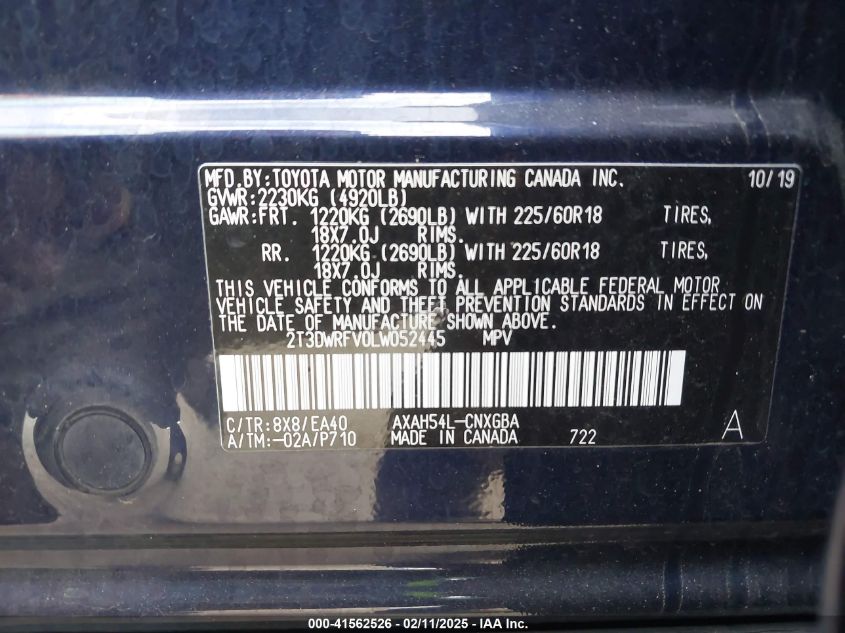 MFD.BY:TOYOTA MOTOR MANUFACTURING CANADA INC. 10/19
GVWR:2230KG (4920LB)
GAWR:FRT. 1220KG (2690LB) WITH 225/60R18 TIRES,
18X7.0J RIMS.
RR. 1220KG (2690LB) WITH 225/60R18 TIRES,
18X7.0J RIMS.
THIS VEHICLE CONFORMS TO ALL APPLICABLE FEDERAL MOTOR
VEHICLE SAFETY AND THEFT PREVENTION STANDARDS IN EFFECT ON
THE DATE OF MANUFACTURE SHOWN ABOVE.
2T3DWRFV0LW052445 MPV
C/TR:8X8/EA40 AXAH54L-CNXGBA
A/TM:-02A/P710 MADE IN CANADA 722 A
000-41562526 - 02/11/2025 - IAA Inc.